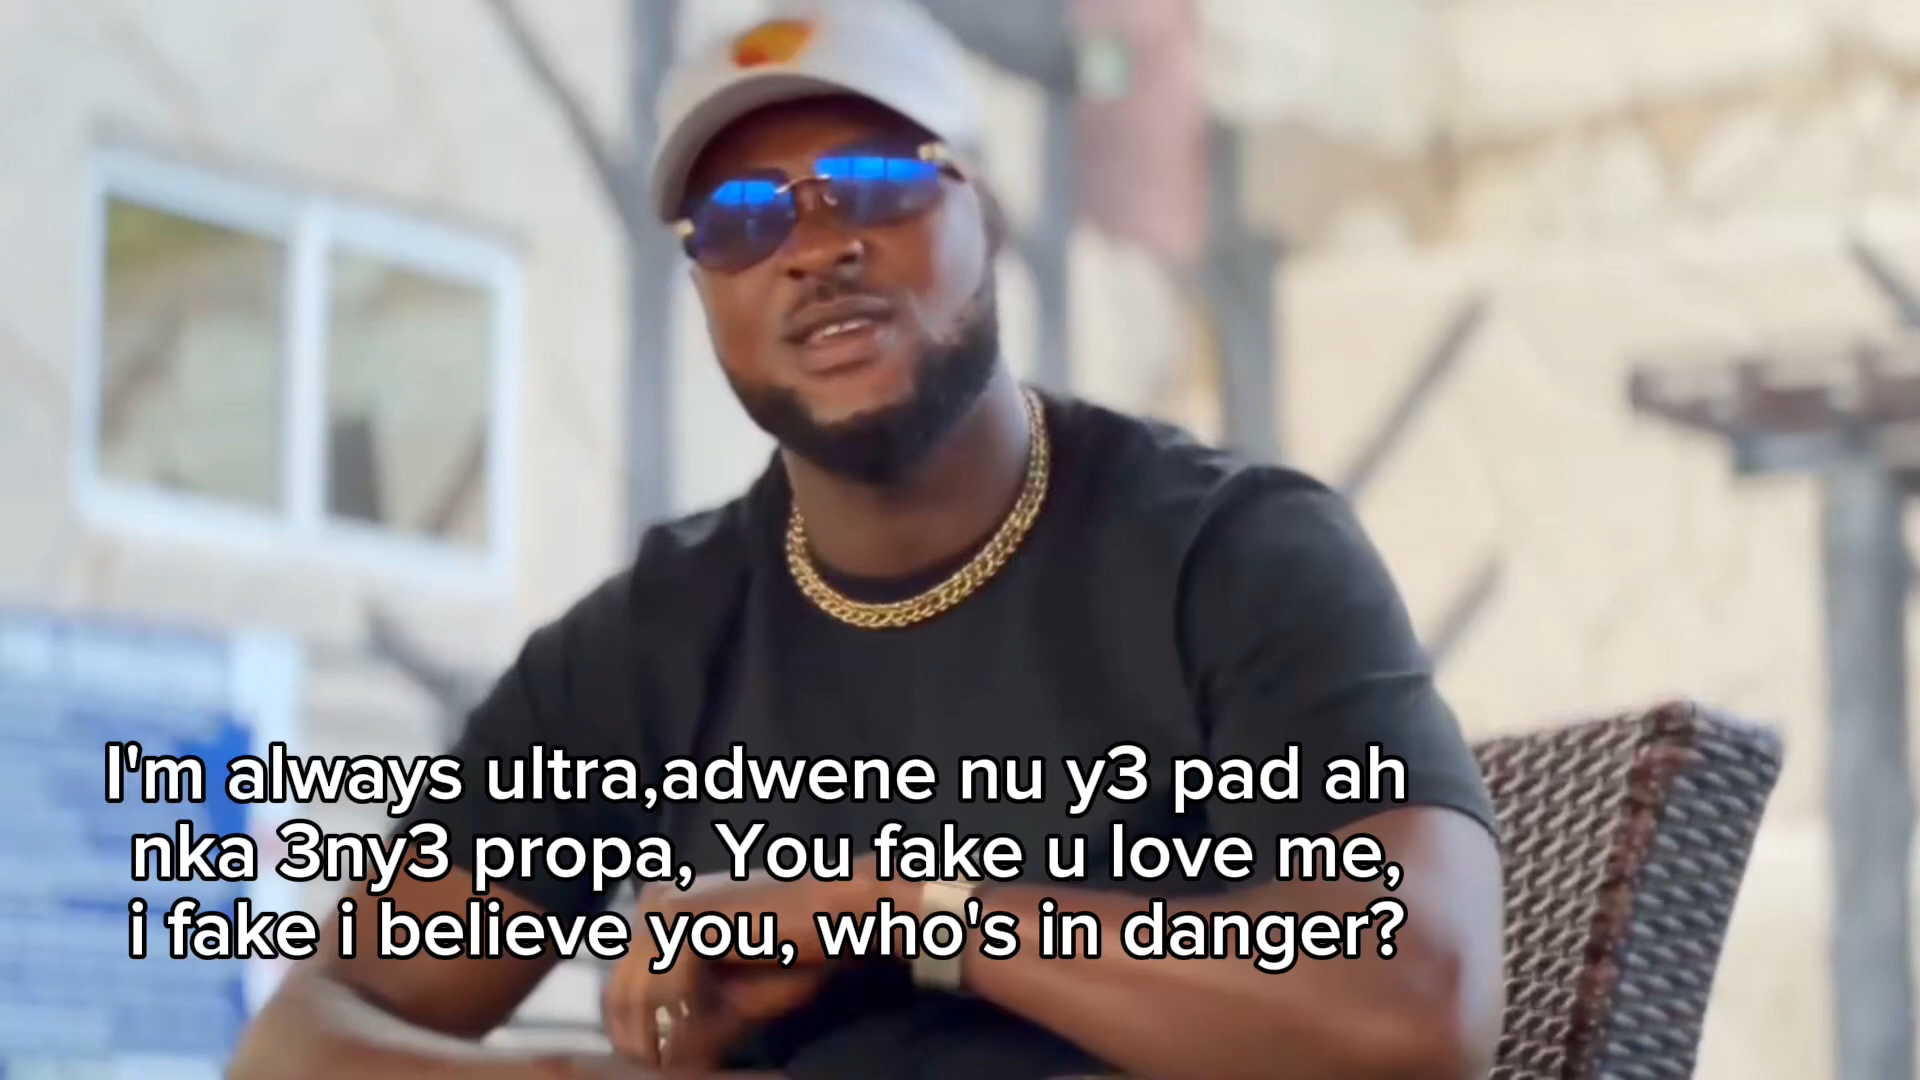 I'm always ultra,adwene nu y3 pad ah
nka 3ny3 propa, You fake u love me,
i fake i believe you, who's in danger?